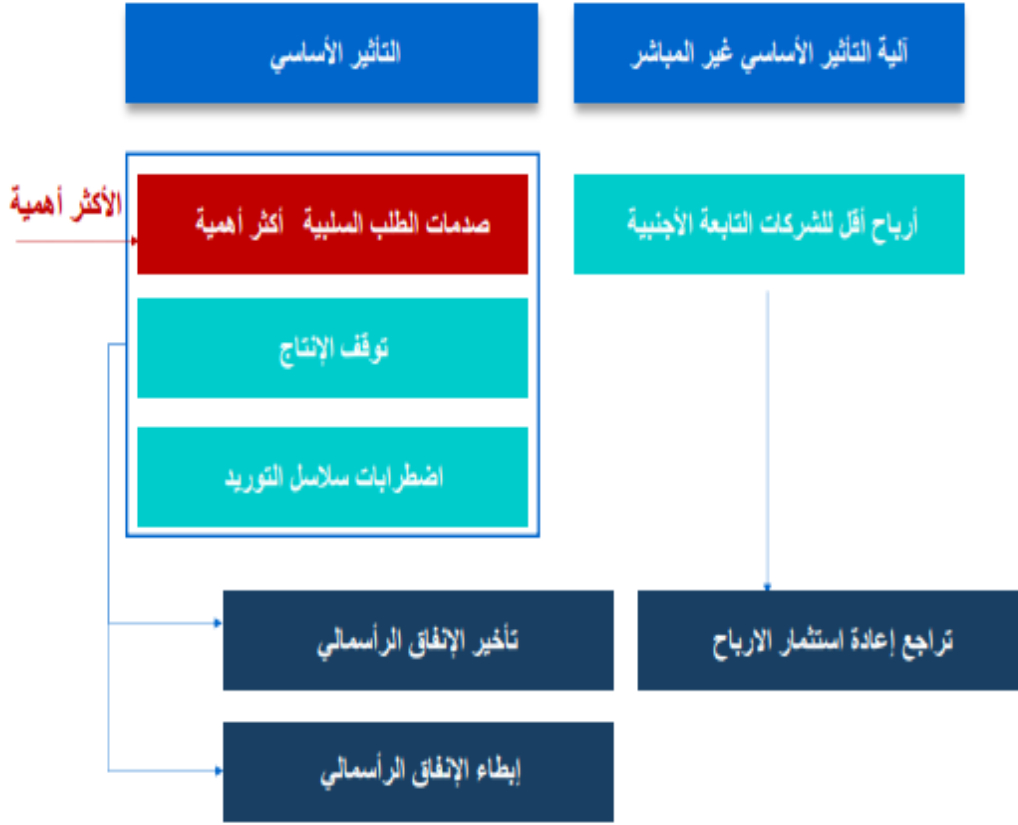 آلية التأثير الأساسي غير المباشر
التأثير الأساسي
أرباح أقل للشركات التابعة الأجنبية
صدمات الطلب السلبية أكثر أهمية
الأكثر أهمية
توقف الإنتاج
اضطرابات سلاسل التوريد
تراجع إعادة استثمار الارباح
تأخير الإنفاق الرأسمالي
إبطاء الإنفاق الرأسمالي